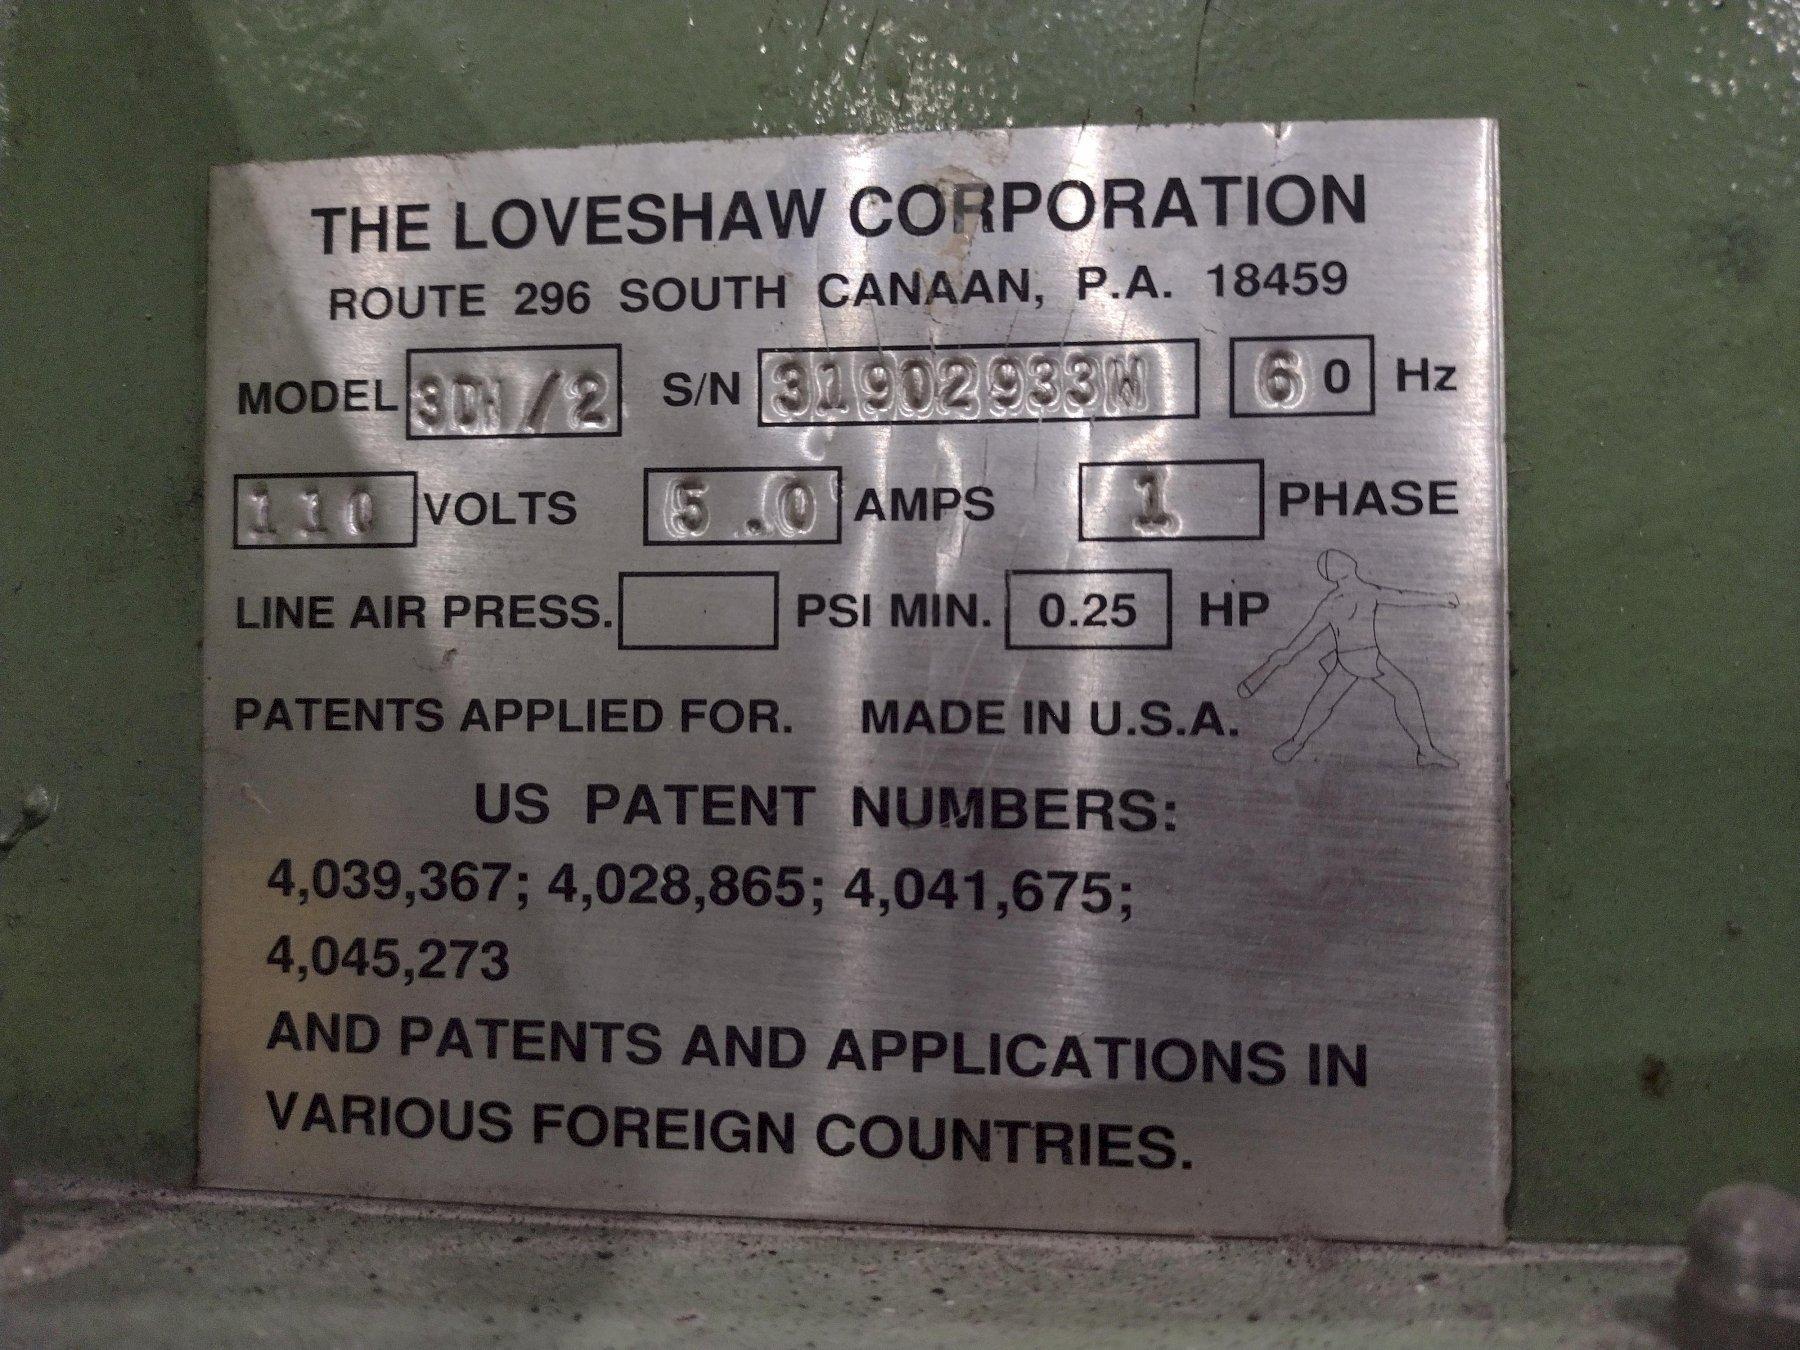 THE LOVESHAW CORPORATION
ROUTE 296 SOUTH CANAAN, P.A. 18459
MODEL 3DH/2 S/N 31902933M 60 Hz
110 VOLTS 5.0 AMPS 1 PHASE
LINE AIR PRESS. PSI MIN. 0.25 HP
PATENTS APPLIED FOR. MADE IN U.S.A.
US PATENT NUMBERS:
4,039,367; 4,028,865; 4,041,675;
4,045,273
AND PATENTS AND APPLICATIONS IN
VARIOUS FOREIGN COUNTRIES.